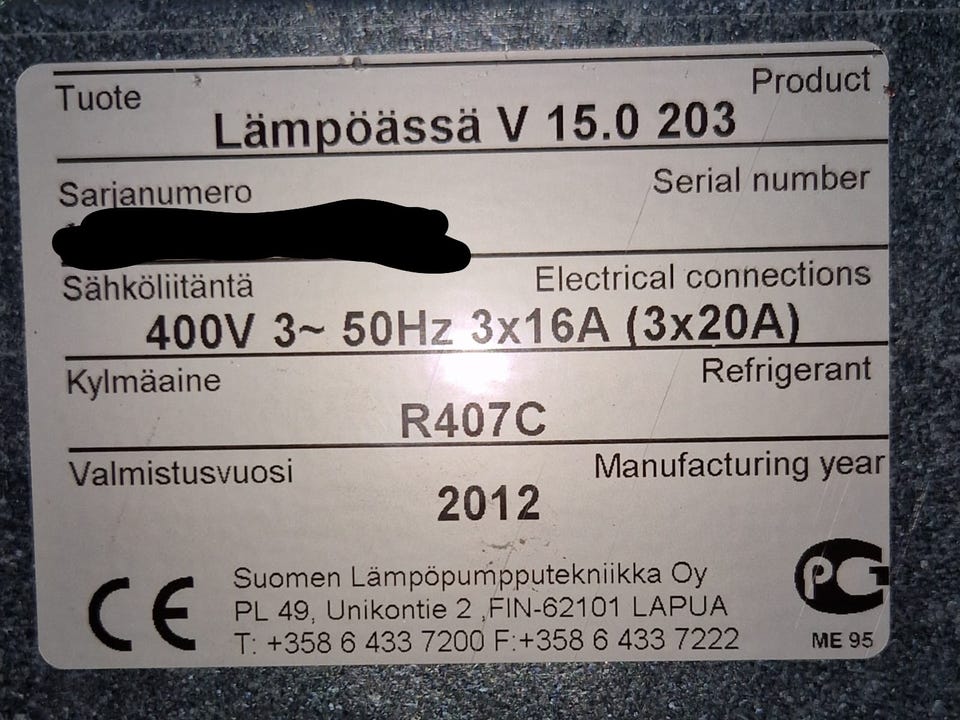 Tuote Product
Lämpöässä V 15.0 203
Sarjanumero Serial number
Sähköliitäntä Electrical connections
400V 3~ 50Hz 3x16A (3x20A)
Kylmäaine Refrigerant
R407C
Valmistusvuosi Manufacturing year
2012
CE
Suomen Lämpöpumpputekniikka Oy
PL 49, Unikontie 2 ,FIN-62101 LAPUA
T: +358 6 433 7200 F:+358 6 433 7222
PG
ME 95